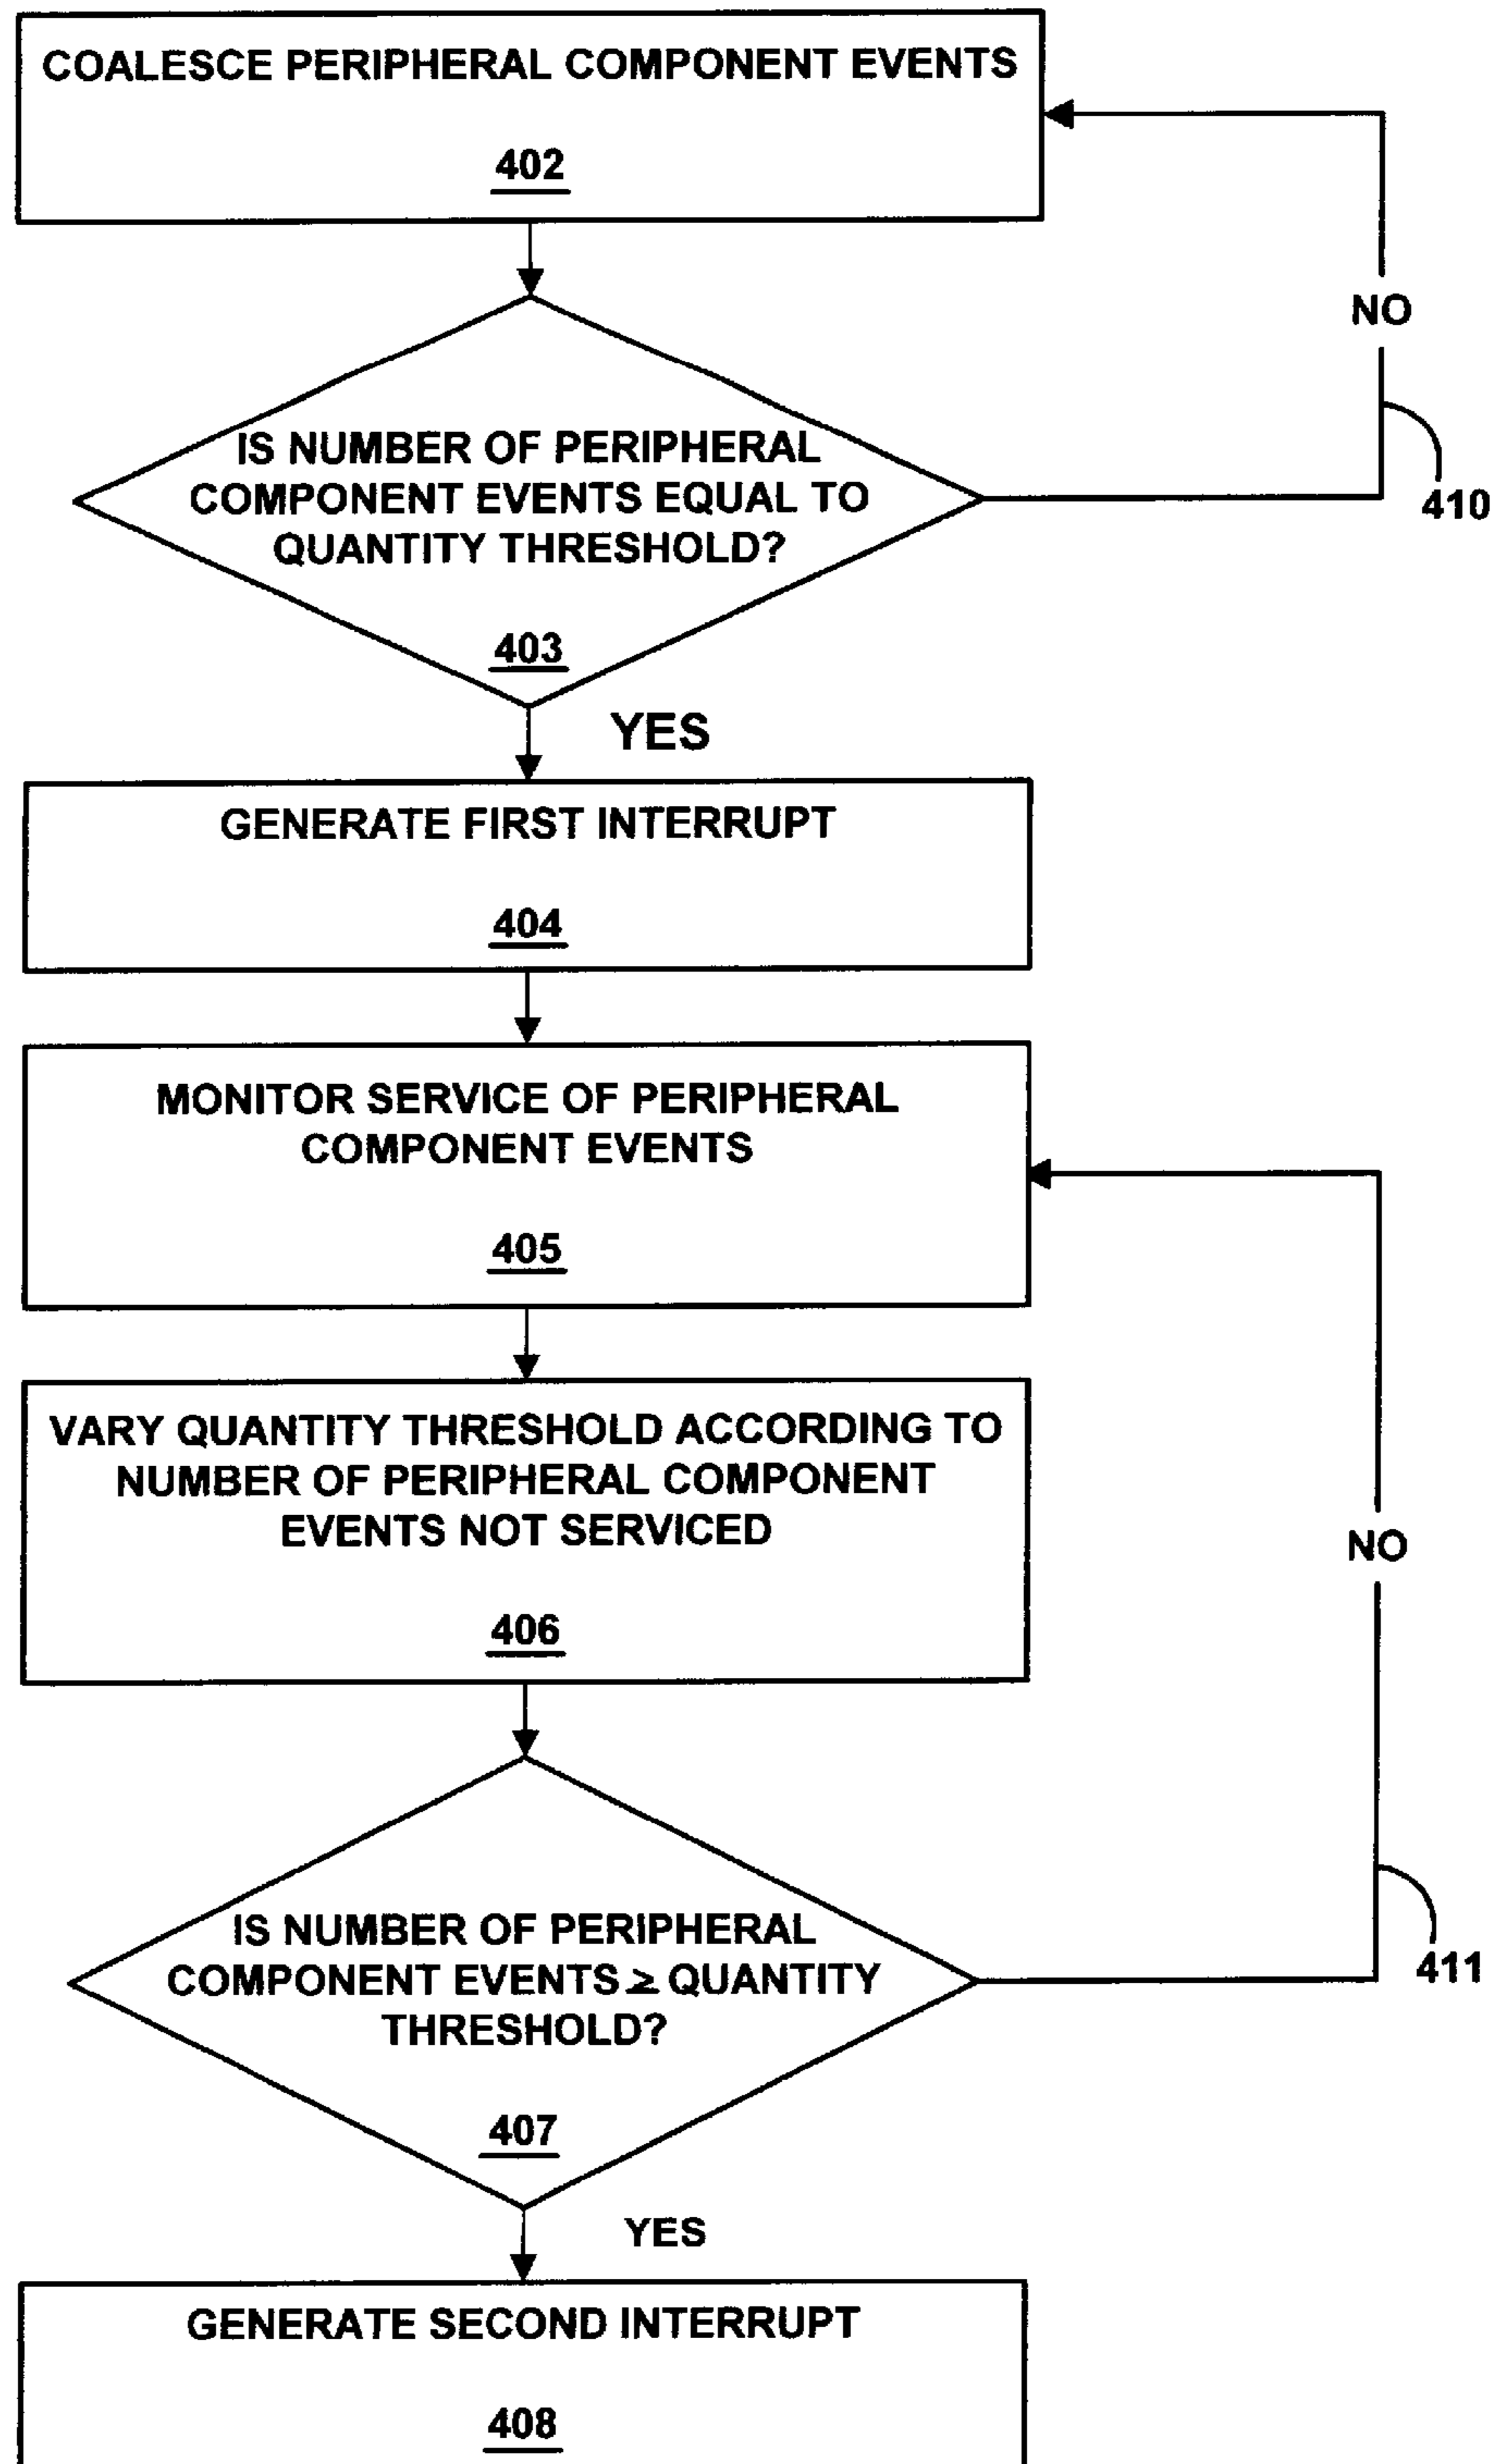 COALESCE PERIPHERAL COMPONENT EVENTS
402
NO
IS NUMBER OF PERIPHERAL
COMPONENT EVENTS EQUAL TO
QUANTITY THRESHOLD?
410
403
YES
GENERATE FIRST INTERRUPT
404
MONITOR SERVICE OF PERIPHERAL
COMPONENT EVENTS
405
VARY QUANTITY THRESHOLD ACCORDING TO
NUMBER OF PERIPHERAL COMPONENT
EVENTS NOT SERVICED
NO
406
IS NUMBER OF PERIPHERAL
COMPONENT EVENTS ≥ QUANTITY
THRESHOLD?
411
407
YES
GENERATE SECOND INTERRUPT
408